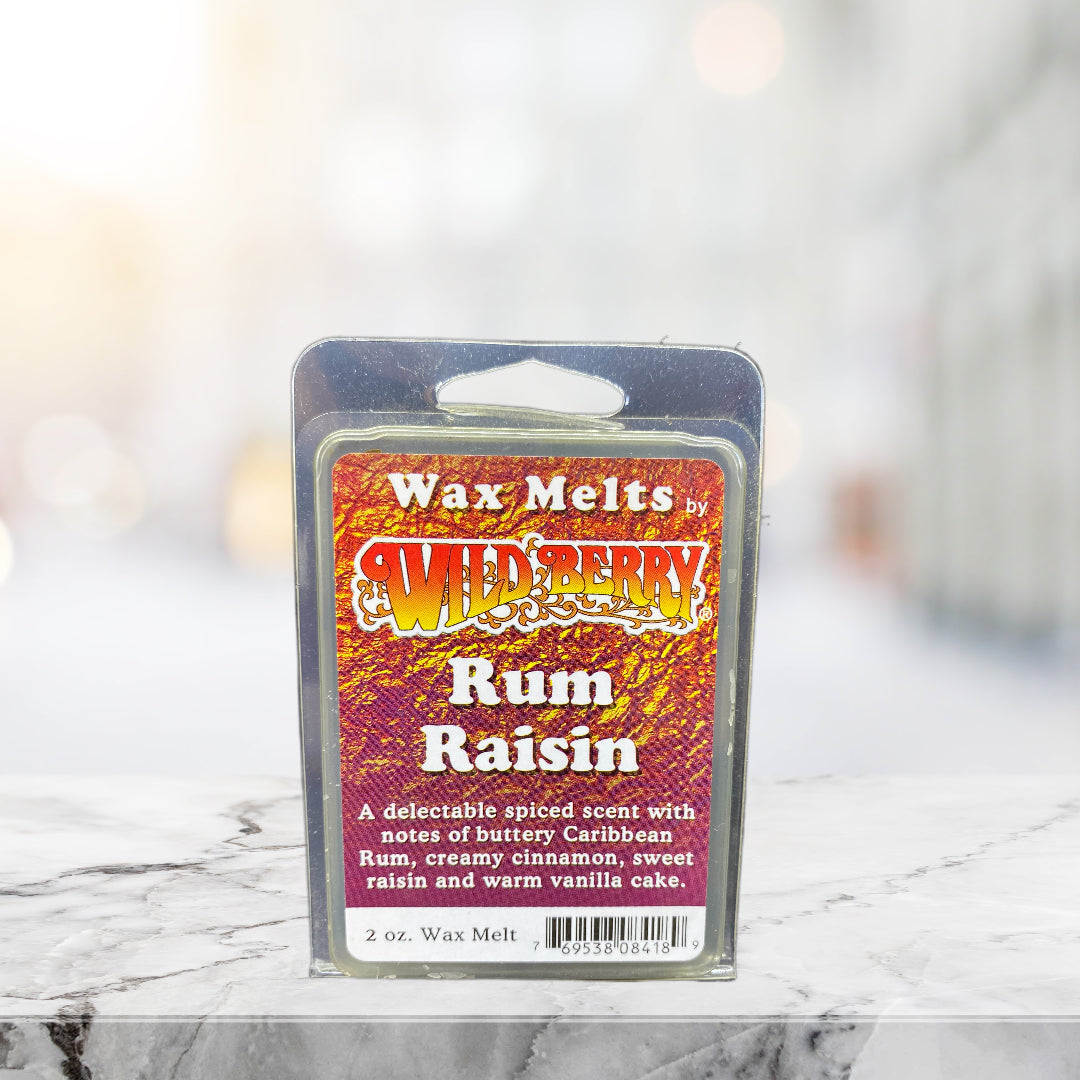 Wax Melts by
WILD BERRY®
Rum
Raisin
A delectable spiced scent with
notes of buttery Caribbean
Rum, creamy cinnamon, sweet
raisin and warm vanilla cake.
2 oz. Wax Melt
7 69538 08418 9